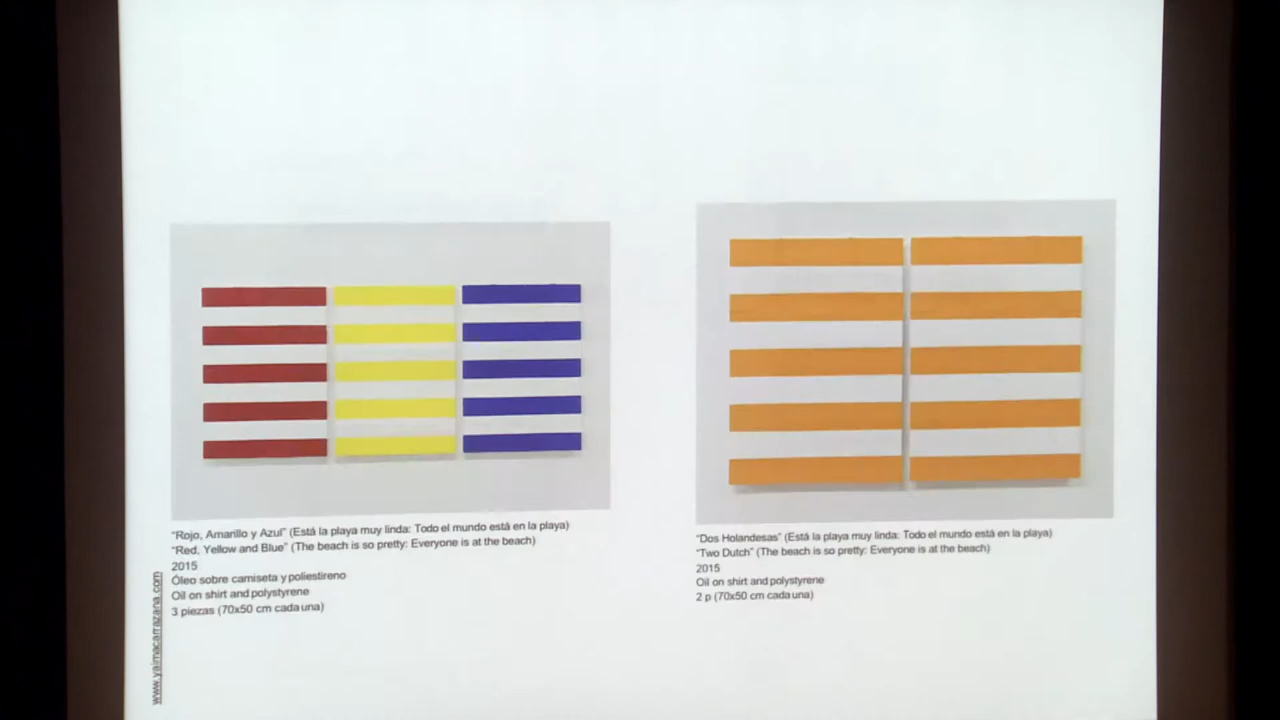 "Rojo, Amarillo y Azul" (Está la playa muy linda: Todo el mundo está en la playa)
"Red, Yellow and Blue" (The beach is so pretty: Everyone is at the beach)
2015
Óleo sobre camiseta y poliestireno
Oil on shirt and polystyrene
3 piezas (70x50 cm cada una)
"Dos Holandesas" (Está la playa muy linda: Todo el mundo está en la playa)
"Two Dutch" (The beach is so pretty: Everyone is at the beach)
2015
Oil on shirt and polystyrene
2 p (70x50 cm cada una)
www.yaimacarrazana.com